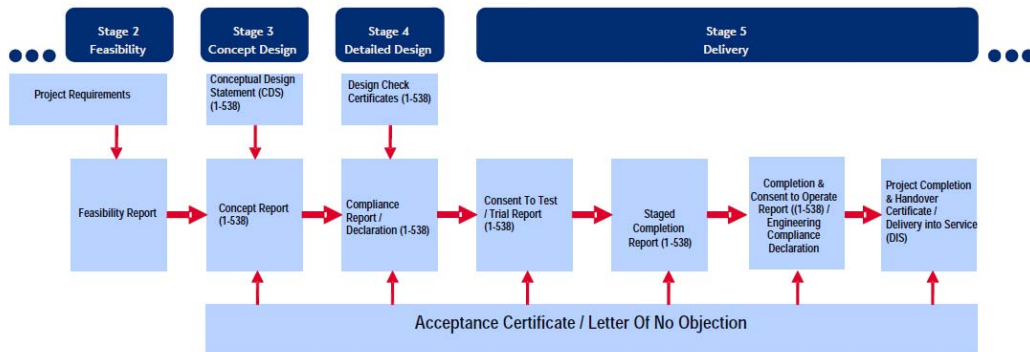 Stage 2
Feasibility
Stage 3
Concept Design
Stage 4
Detailed Design
Stage 5
Delivery
Project Requirements
Conceptual Design
Statement (CDS)
(1-538)
Design Check
Certificates (1-538)
Feasibility Report
Concept Report
(1-538)
Compliance
Report /
Declaration (1-538)
Consent To Test
/ Trial Report
(1-538)
Staged
Completion
Report (1-538)
Completion &
Consent to Operate
Report ((1-538) /
Engineering
Compliance
Declaration
Project Completion
& Handover
Certificate /
Delivery into Service
(DIS)
Acceptance Certificate / Letter Of No Objection